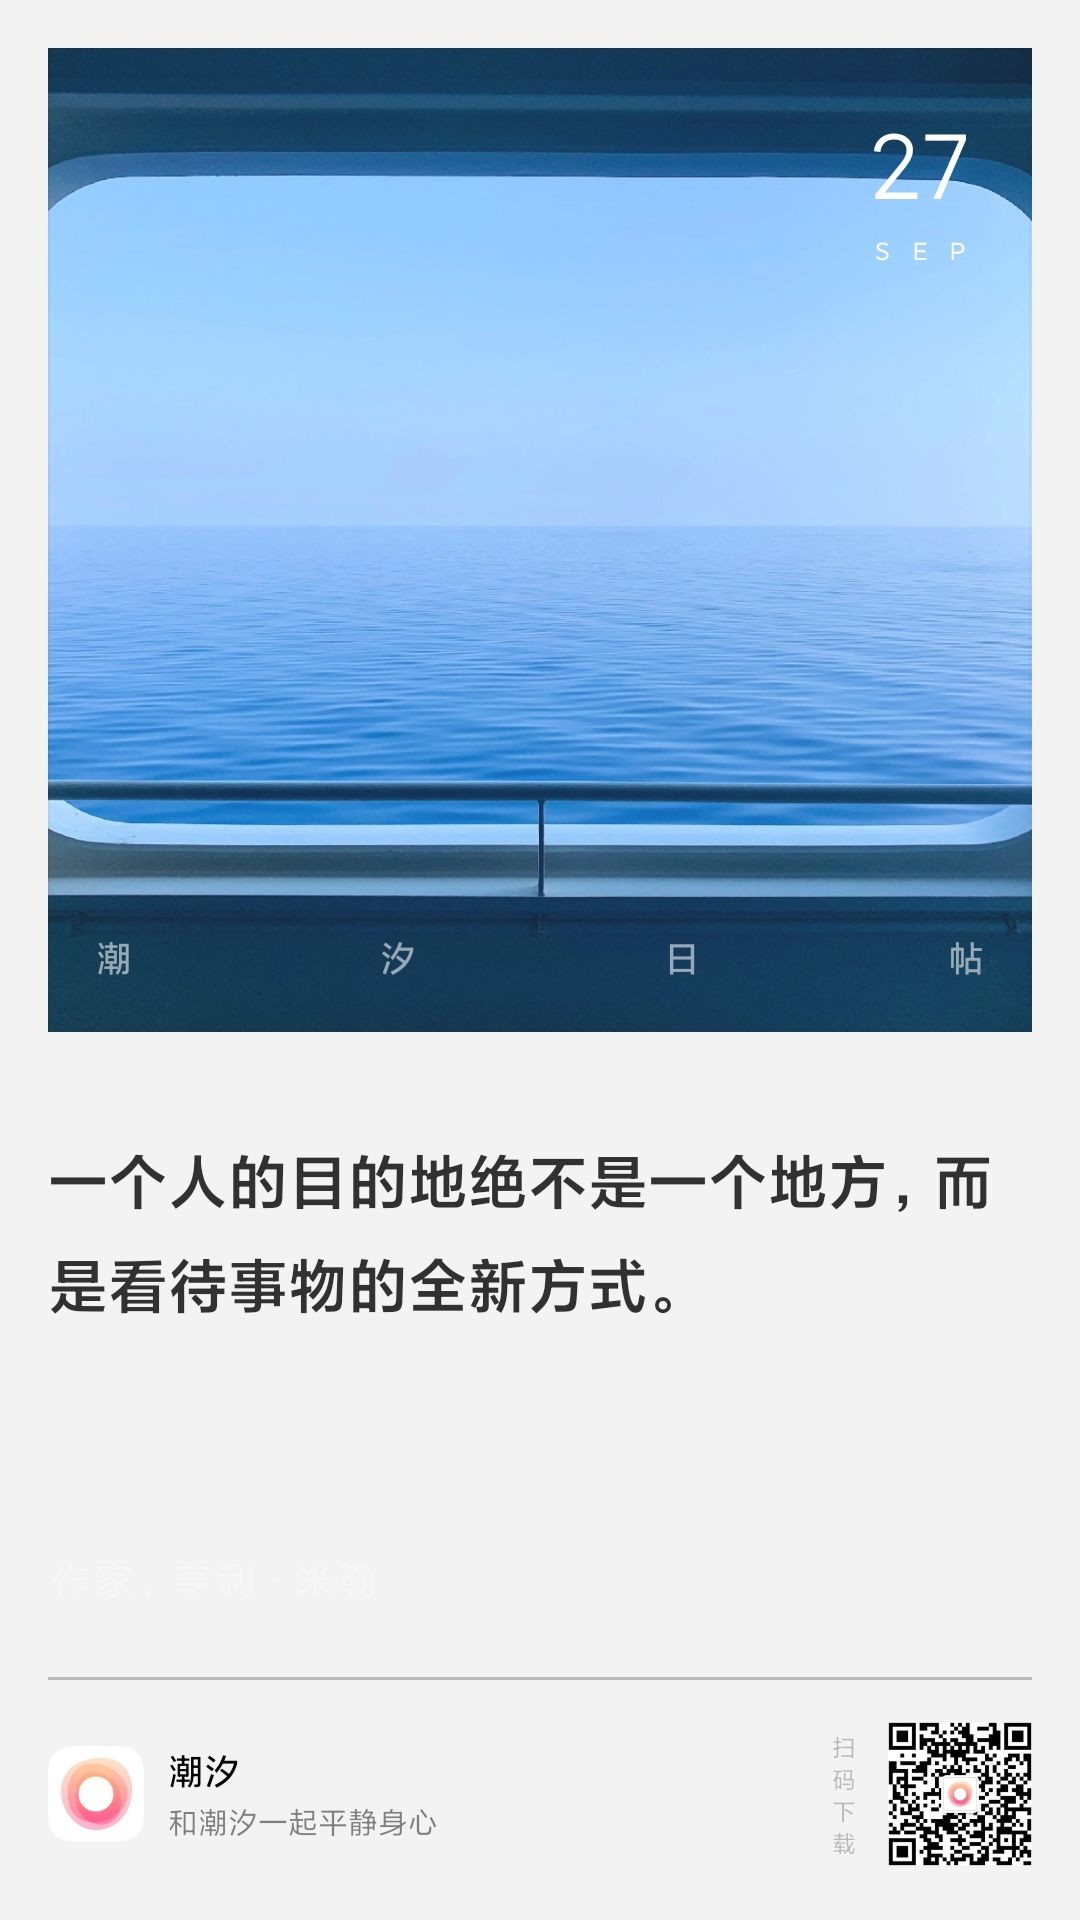 27
SEP
潮汐日帖
一个人的目的地绝不是一个地方，而
是看待事物的全新方式。
作家，亨利·米勒
潮汐
和潮汐一起平静身心
扫码下载